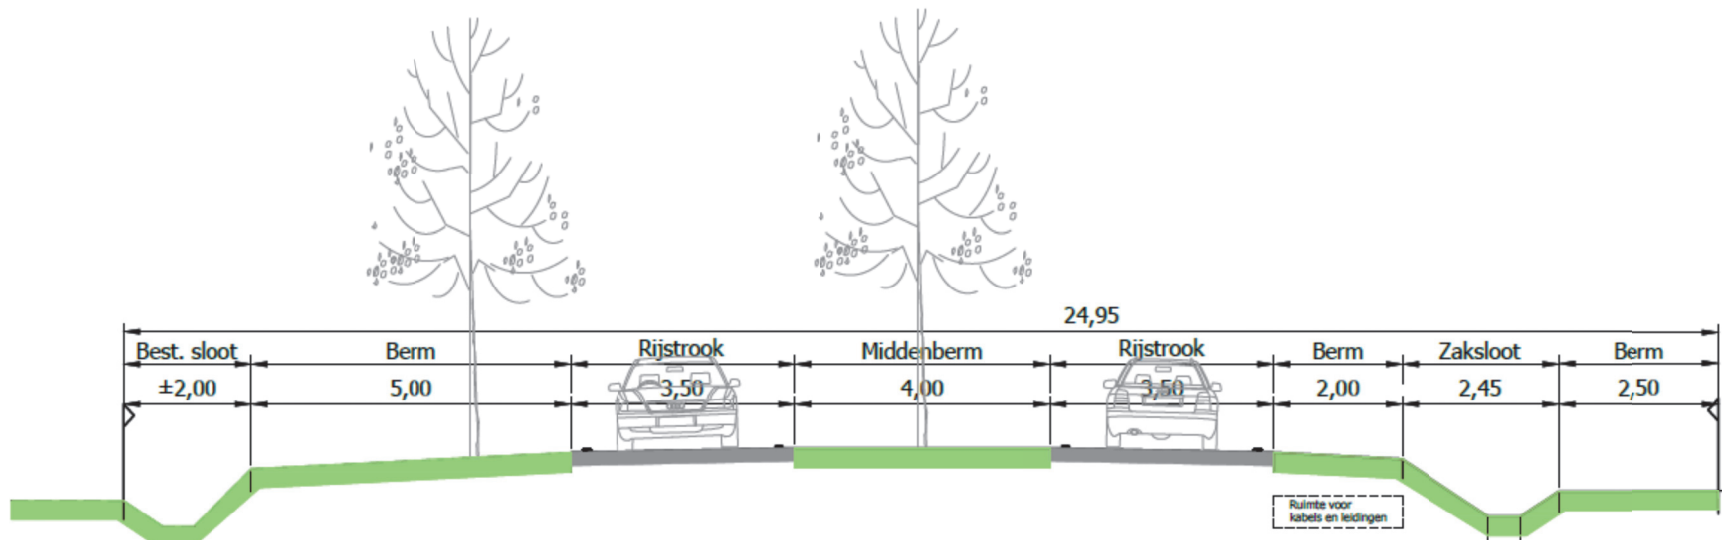 24,95
Best. sloot Berm Rijstrook Middenberm Rijstrook Berm Zaksloot Berm
±2,00 5,00 3,50 4,00 3,50 2,00 2,45 2,50
Ruimte voor
kabels en leidingen